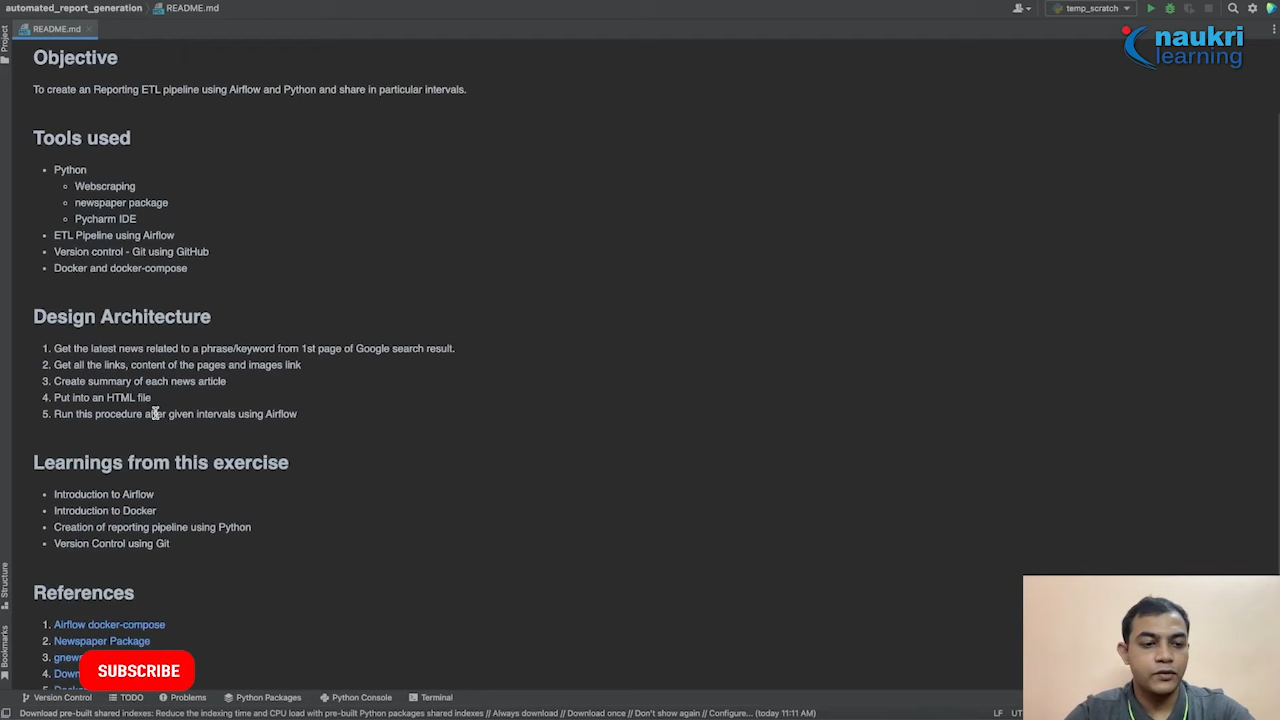 automated_report_generation
README.md
temp_scratch
README.md
Project
naukri
learning
Objective
To create an Reporting ETL pipeline using Airflow and Python and share in particular intervals.
Tools used
Python
Webscraping
newspaper package
Pycharm IDE
ETL Pipeline using Airflow
Version control - Git using GitHub
Docker and docker-compose
Design Architecture
1. Get the latest news related to a phrase/keyword from 1st page of Google search result.
2. Get all the links, content of the pages and images link
3. Create summary of each news article
4. Put into an HTML file
5. Run this procedure after given intervals using Airflow
Learnings from this exercise
Introduction to Airflow
Introduction to Docker
Creation of reporting pipeline using Python
Version Control using Git
References
1. Airflow docker-compose
2. Newspaper Package
3.
4.
Structure
Bookmarks
SUBSCRIBE
Version Control TODO Problems Python Packages Python Console Terminal
Download pre-built shared indexes: Reduce the indexing time and CPU load with pre-built Python packages shared indexes // Always download // Download once // Don't show again // Configure... (today 11:11 AM)
LF